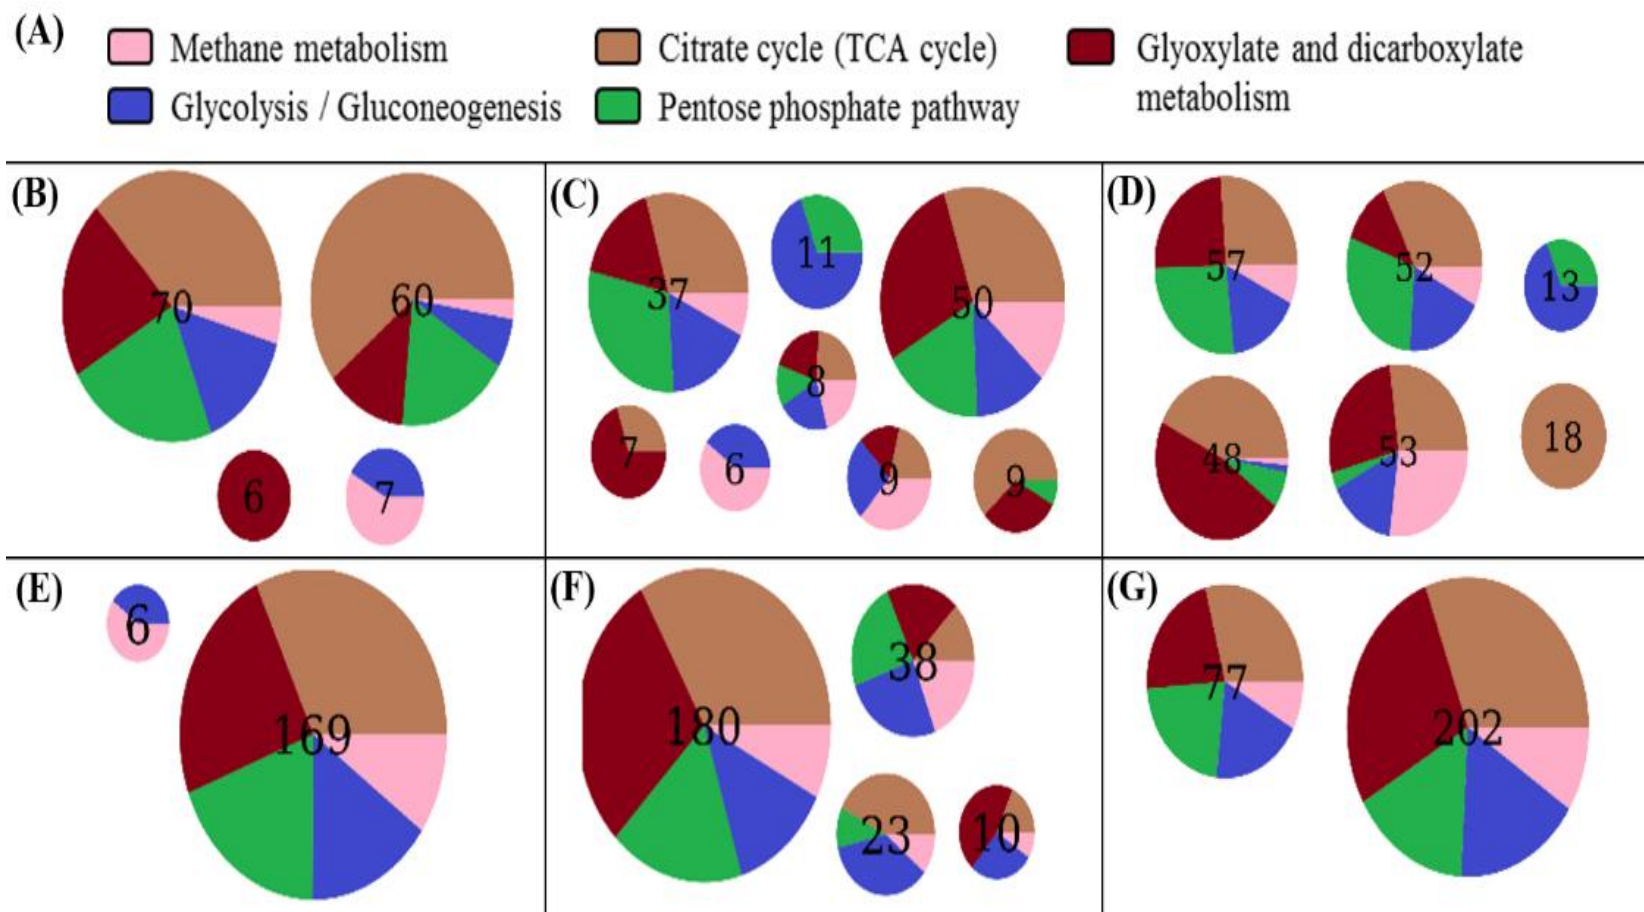 (A)
Methane metabolism
Citrate cycle (TCA cycle)
Glyoxylate and dicarboxylate
metabolism
Glycolysis / Gluconeogenesis
Pentose phosphate pathway
(B)
70
60
6
7
(C)
37
11
50
8
7
6
9
9
(D)
57
52
13
48
53
18
(E)
6
169
(F)
180
38
23
10
(G)
77
202